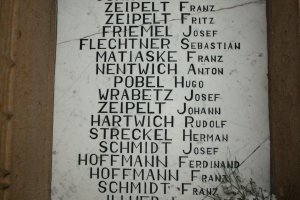 ZEIPELT FRANZ
ZEIPELT FRITZ
FRIEMEL JOSEF
FLECHTNER SEBASTIAN
MATIASKE FRANZ
NENTWICH ANTON
POBEL HUGO
WRABETZ JOSEF
ZEIPELT JOHANN
HARTWICH RUDOLF
STRECKEL HERMAN
SCHMIDT JOSEF
HOFFMANN FERDINAND
HOFFMANN FRANZ
SCHMIDT FRANZ